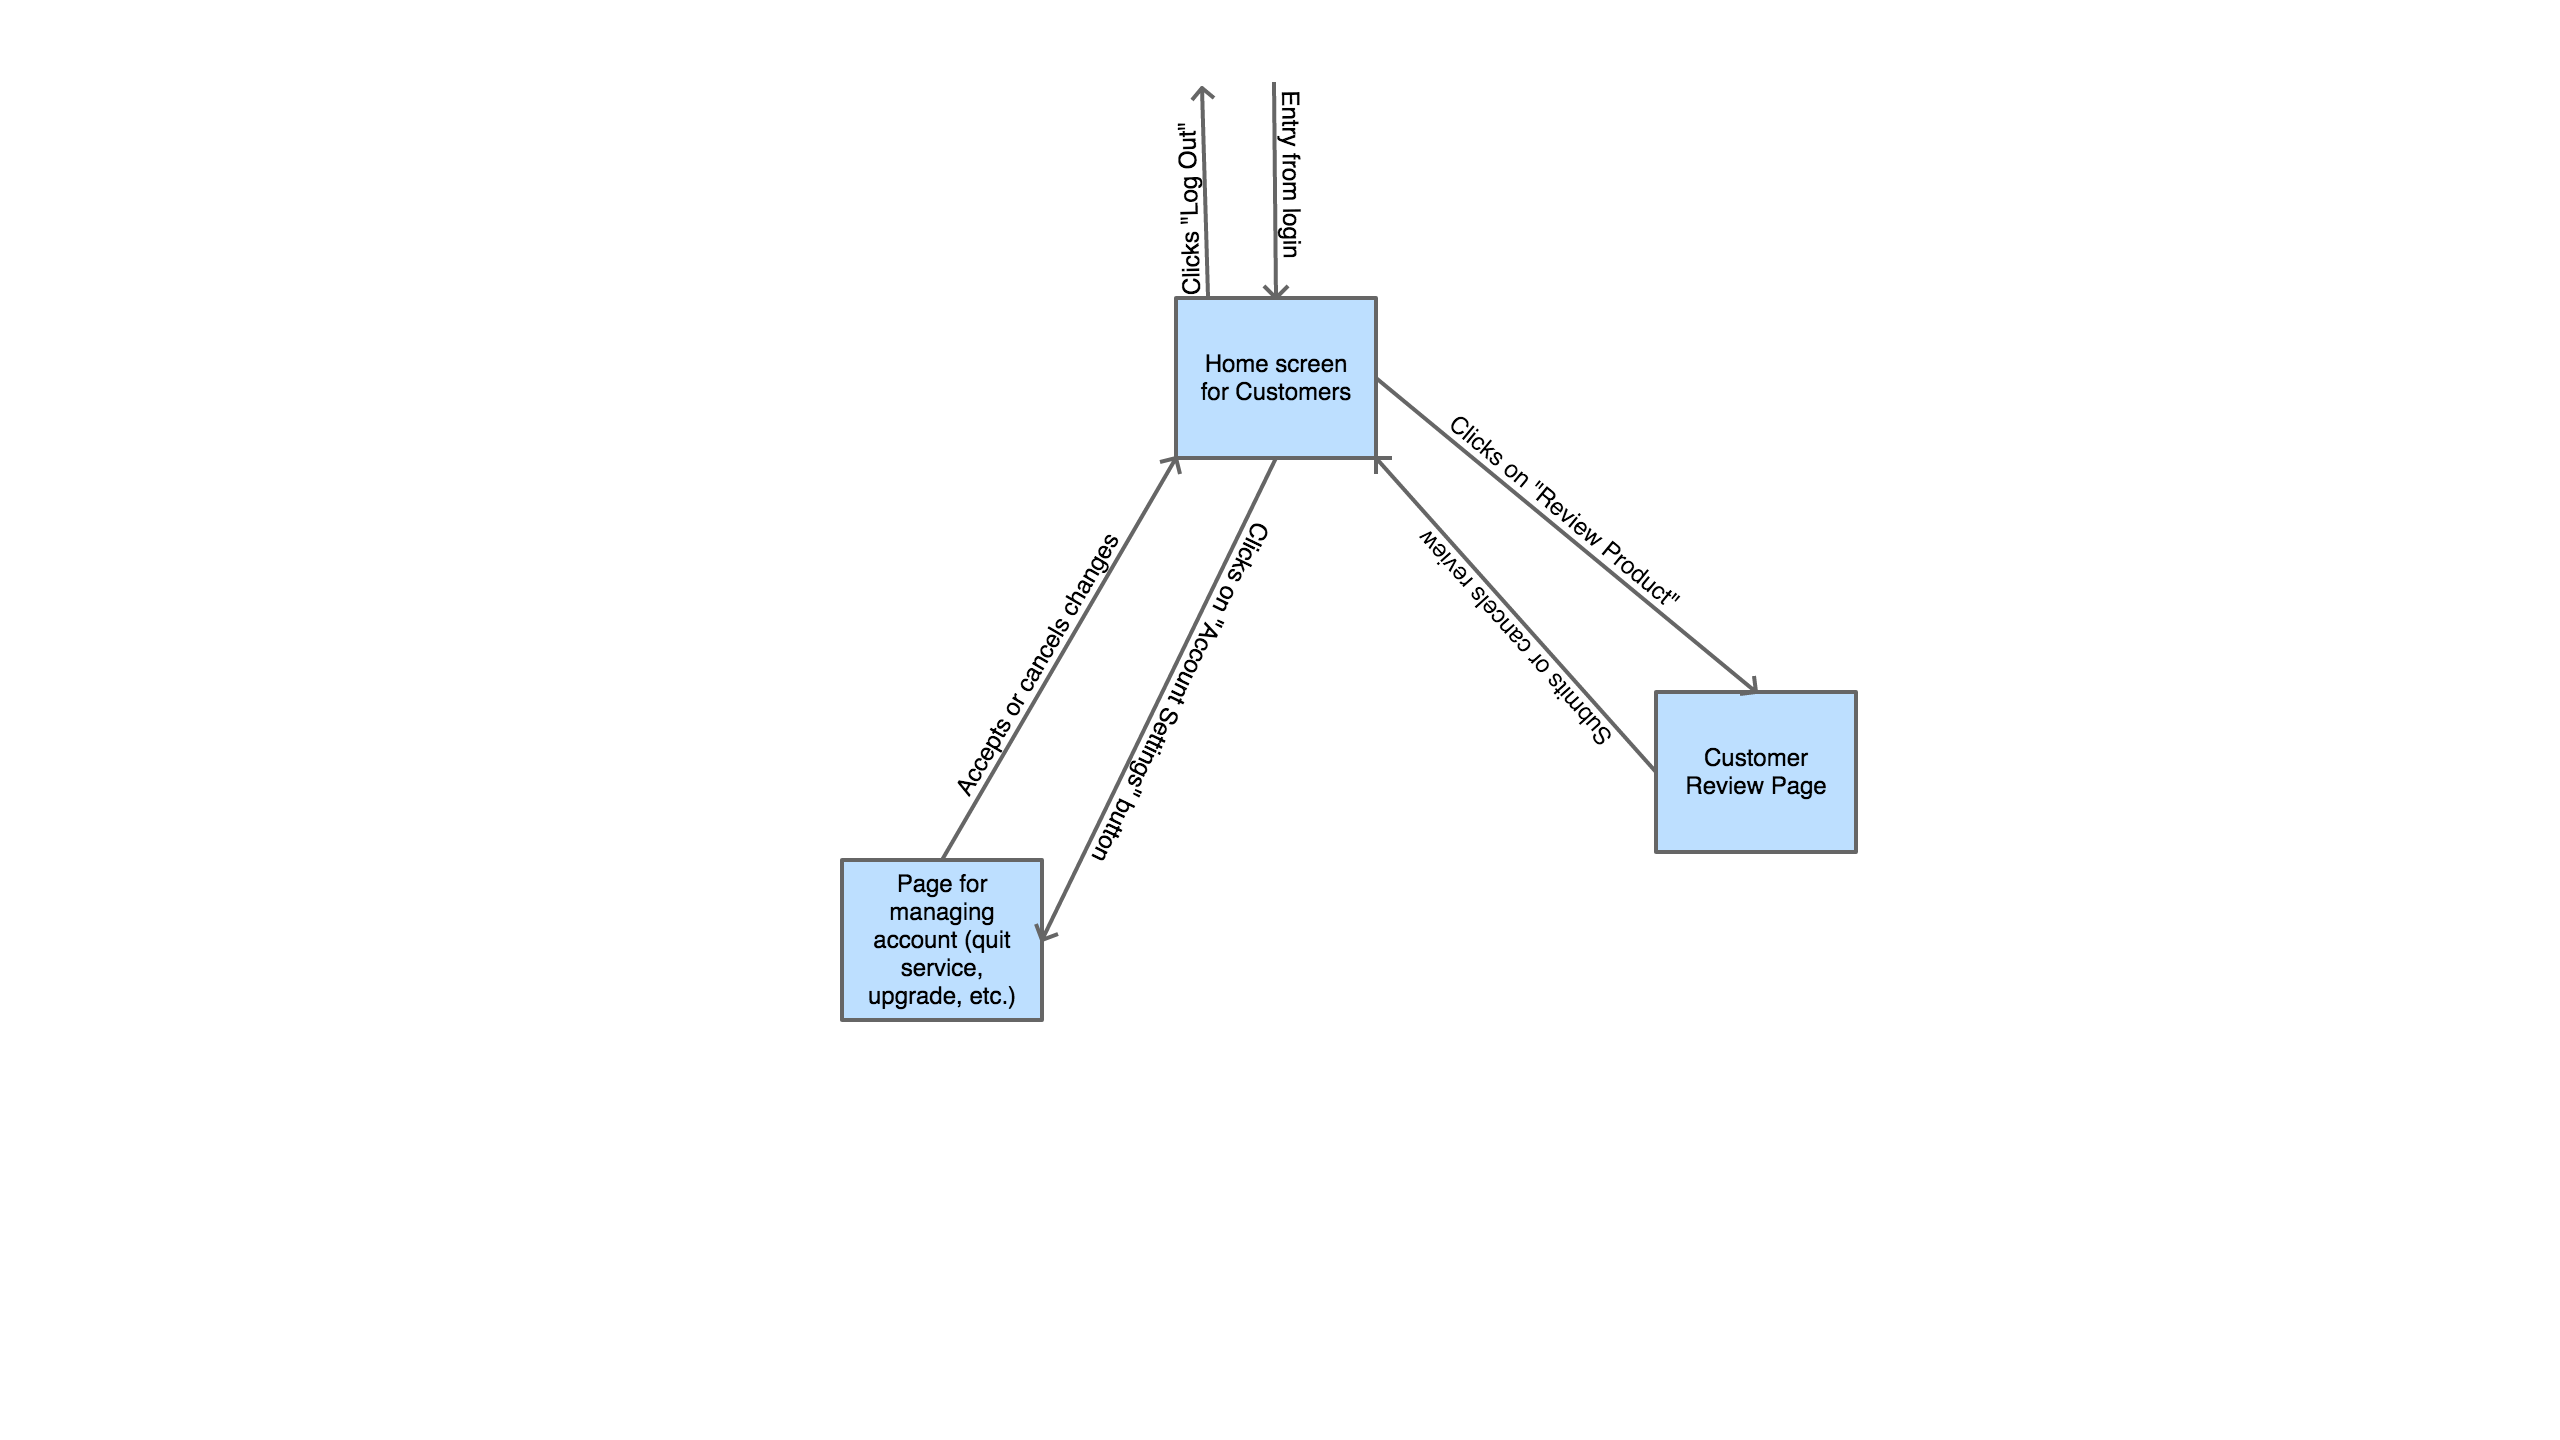 Clicks "Log Out"
Entry from login
Home screen
for Customers
Clicks on "Review Product"
Submits or cancels review
Accepts or cancels changes
Clicks on "Account Settings" button
Customer
Review Page
Page for
managing
account (quit
service,
upgrade, etc.)